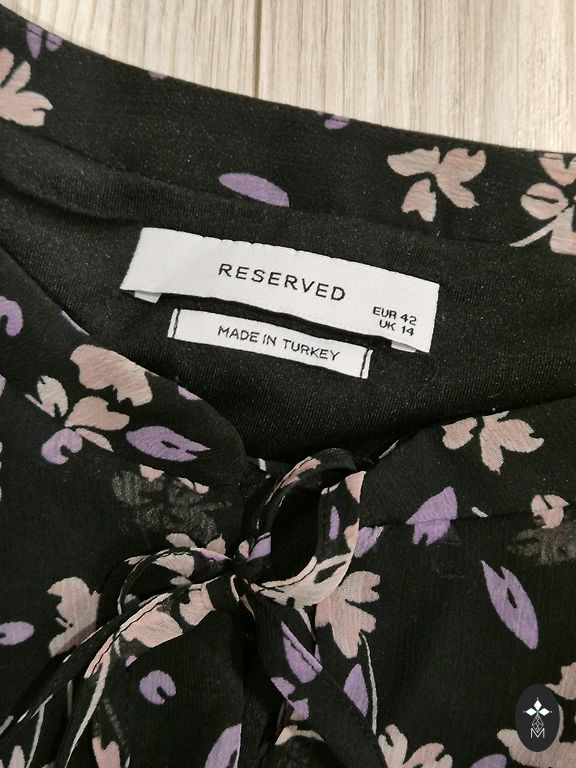 RESERVED
EUR 42
UK 14
MADE IN TURKEY